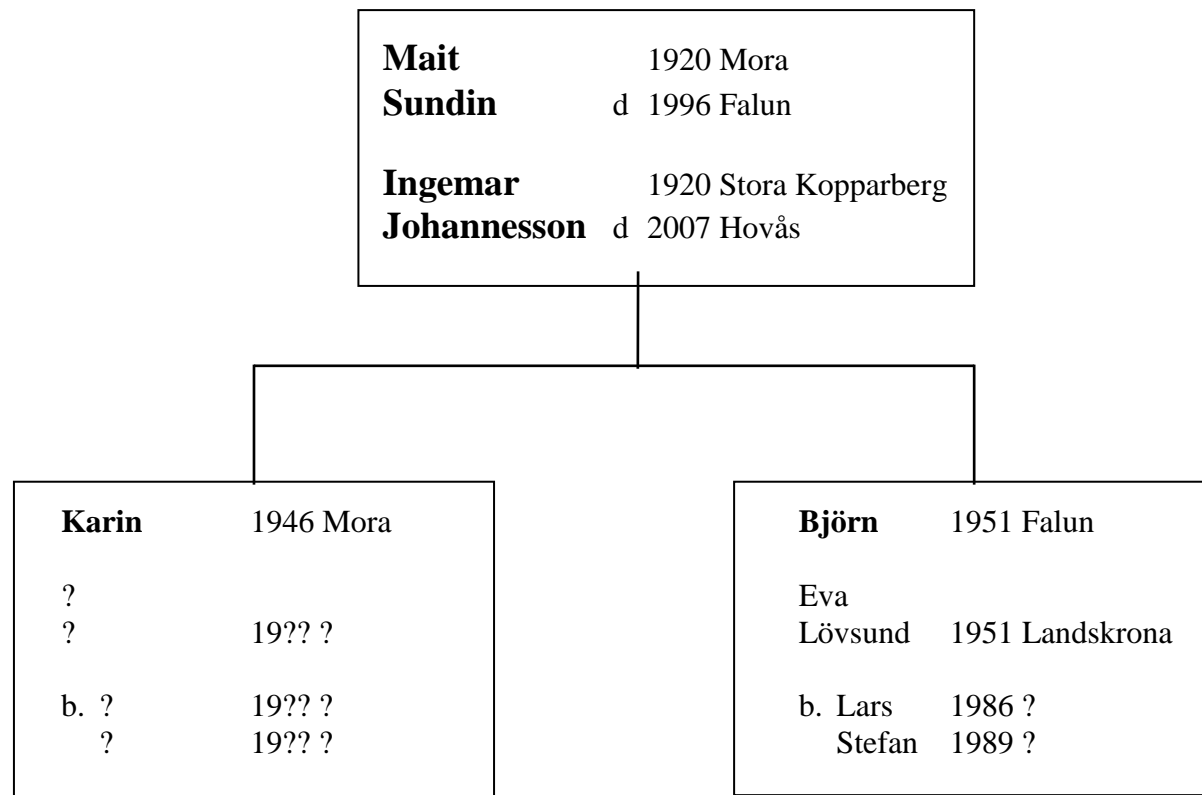 Mait 1920 Mora
Sundin d 1996 Falun
Ingemar 1920 Stora Kopparberg
Johannesson d 2007 Hovås
Karin 1946 Mora
?
? 19?? ?
b. ? 19?? ?
? 19?? ?
Björn 1951 Falun
Eva
Lövsund 1951 Landskrona
b. Lars 1986 ?
Stefan 1989 ?